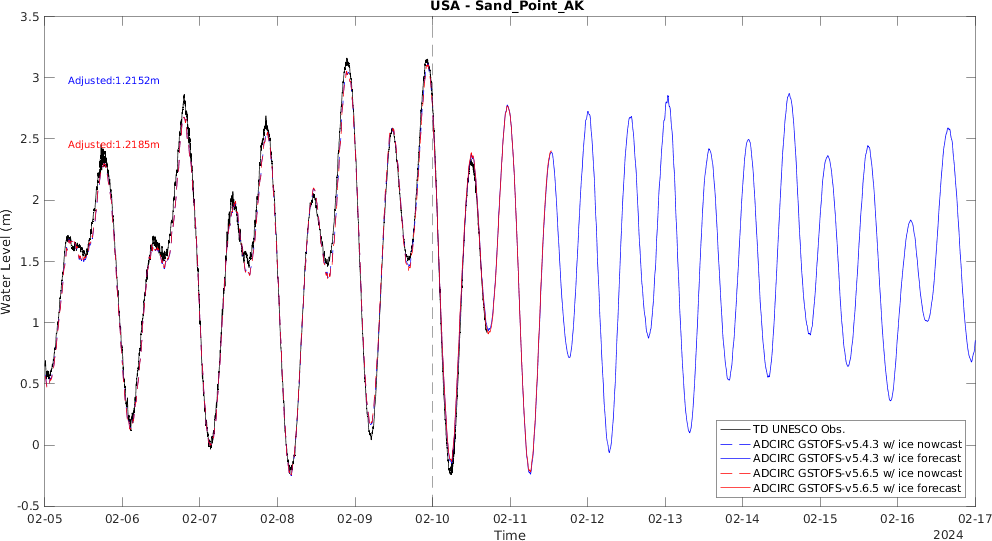 USA - Sand_Point_AK
3.5
3
2.5
2
1.5
1
0.5
0
-0.5
Water Level (m)
Adjusted:1.2152m
Adjusted:1.2185m
TD UNESCO Obs.
ADCIRC GSTOFS-v5.4.3 w/ ice nowcast
ADCIRC GSTOFS-v5.4.3 w/ ice forecast
ADCIRC GSTOFS-v5.6.5 w/ ice nowcast
ADCIRC GSTOFS-v5.6.5 w/ ice forecast
02-05 02-06 02-07 02-08 02-09 02-10 02-11 02-12 02-13 02-14 02-15 02-16 02-17
Time
2024